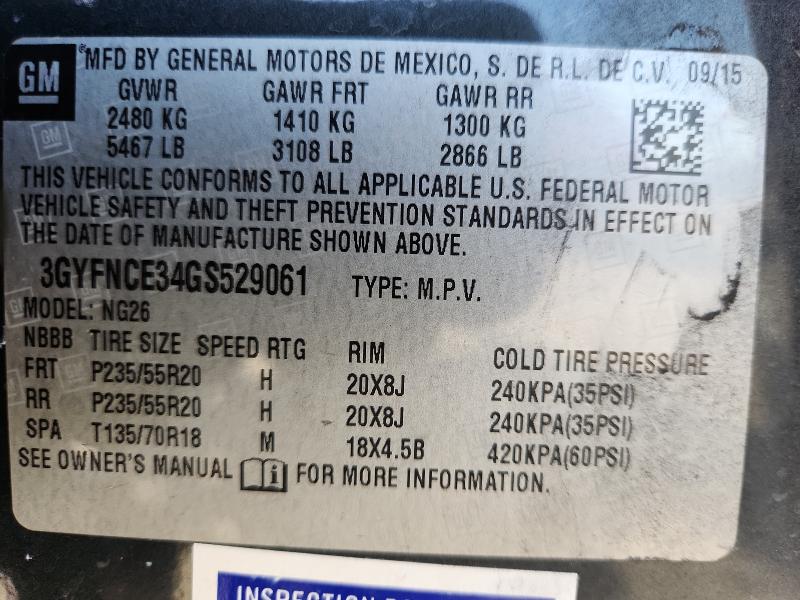 GM
®MFD BY GENERAL MOTORS DE MEXICO, S. DE R.L. DE C.V. 09/15
GVWR GAWR FRT GAWR RR
2480 KG 1410 KG 1300 KG
5467 LB 3108 LB 2866 LB
THIS VEHICLE CONFORMS TO ALL APPLICABLE U.S. FEDERAL MOTOR
VEHICLE SAFETY AND THEFT PREVENTION STANDARDS IN EFFECT ON
THE DATE OF MANUFACTURE SHOWN ABOVE.
3GYFNCE34GS529061 TYPE: M.P.V.
MODEL: NG26
NBBB TIRE SIZE SPEED RTG RIM COLD TIRE PRESSURE
FRT P235/55R20 H 20X8J 240KPA(35PSI)
RR P235/55R20 H 20X8J 240KPA(35PSI)
SPA T135/70R18 M 18X4.5B 420KPA(60PSI)
SEE OWNER'S MANUAL i FOR MORE INFORMATION.
INSPECTION